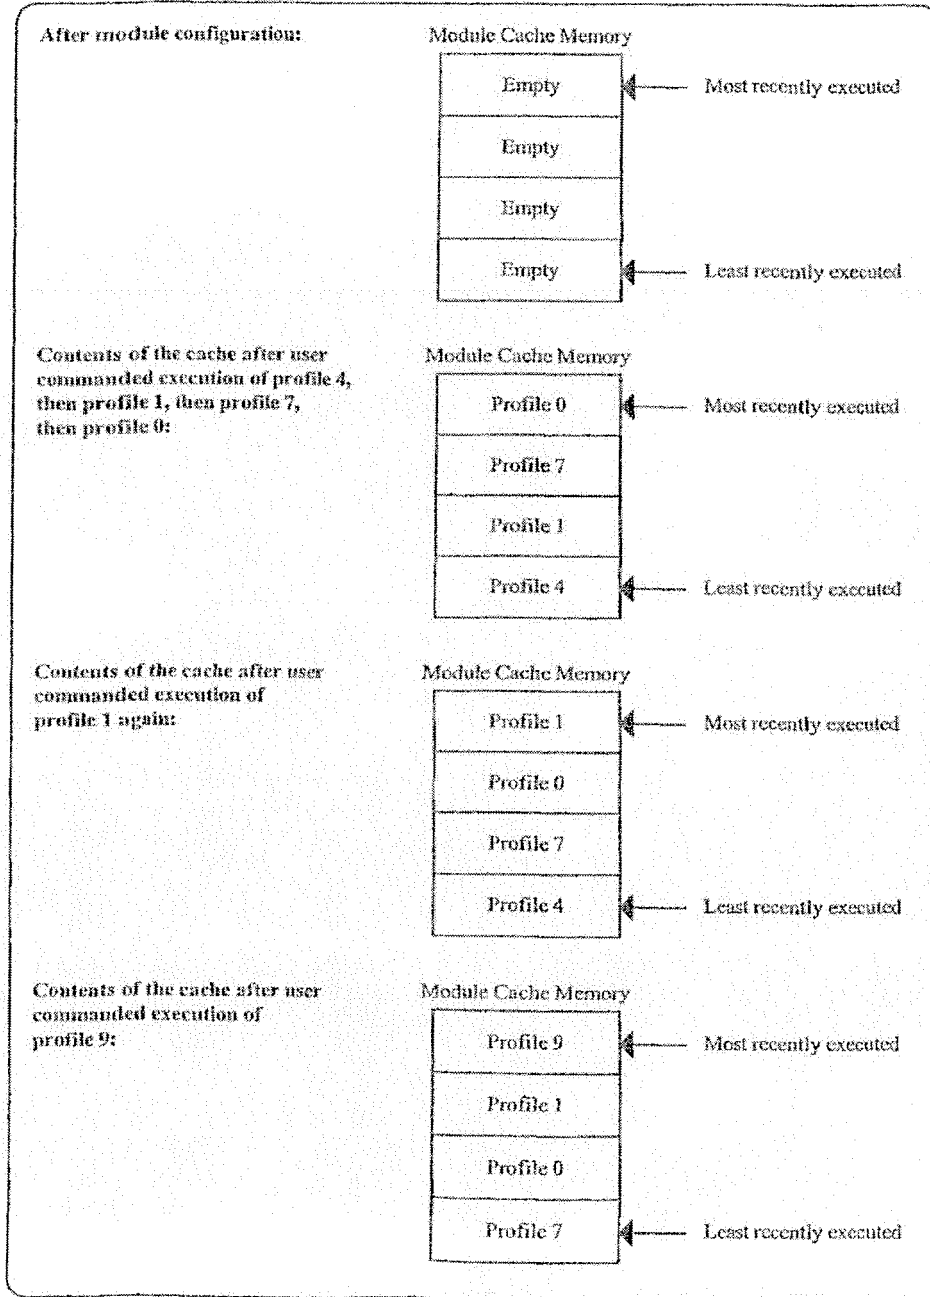 After module configuration:
Module Cache Memory
Empty
Most recently executed
Empty
Empty
Empty
Least recently executed
Contents of the cache after user
commanded execution of profile 4,
then profile 1, then profile 7,
then profile 0:
Module Cache Memory
Profile 0
Most recently executed
Profile 7
Profile 1
Profile 4
Least recently executed
Contents of the cache after user
commanded execution of
profile 1 again:
Module Cache Memory
Profile 1
Most recently executed
Profile 0
Profile 7
Profile 4
Least recently executed
Contents of the cache after user
commanded execution of
profile 9:
Module Cache Memory
Profile 9
Most recently executed
Profile 1
Profile 0
Profile 7
Least recently executed